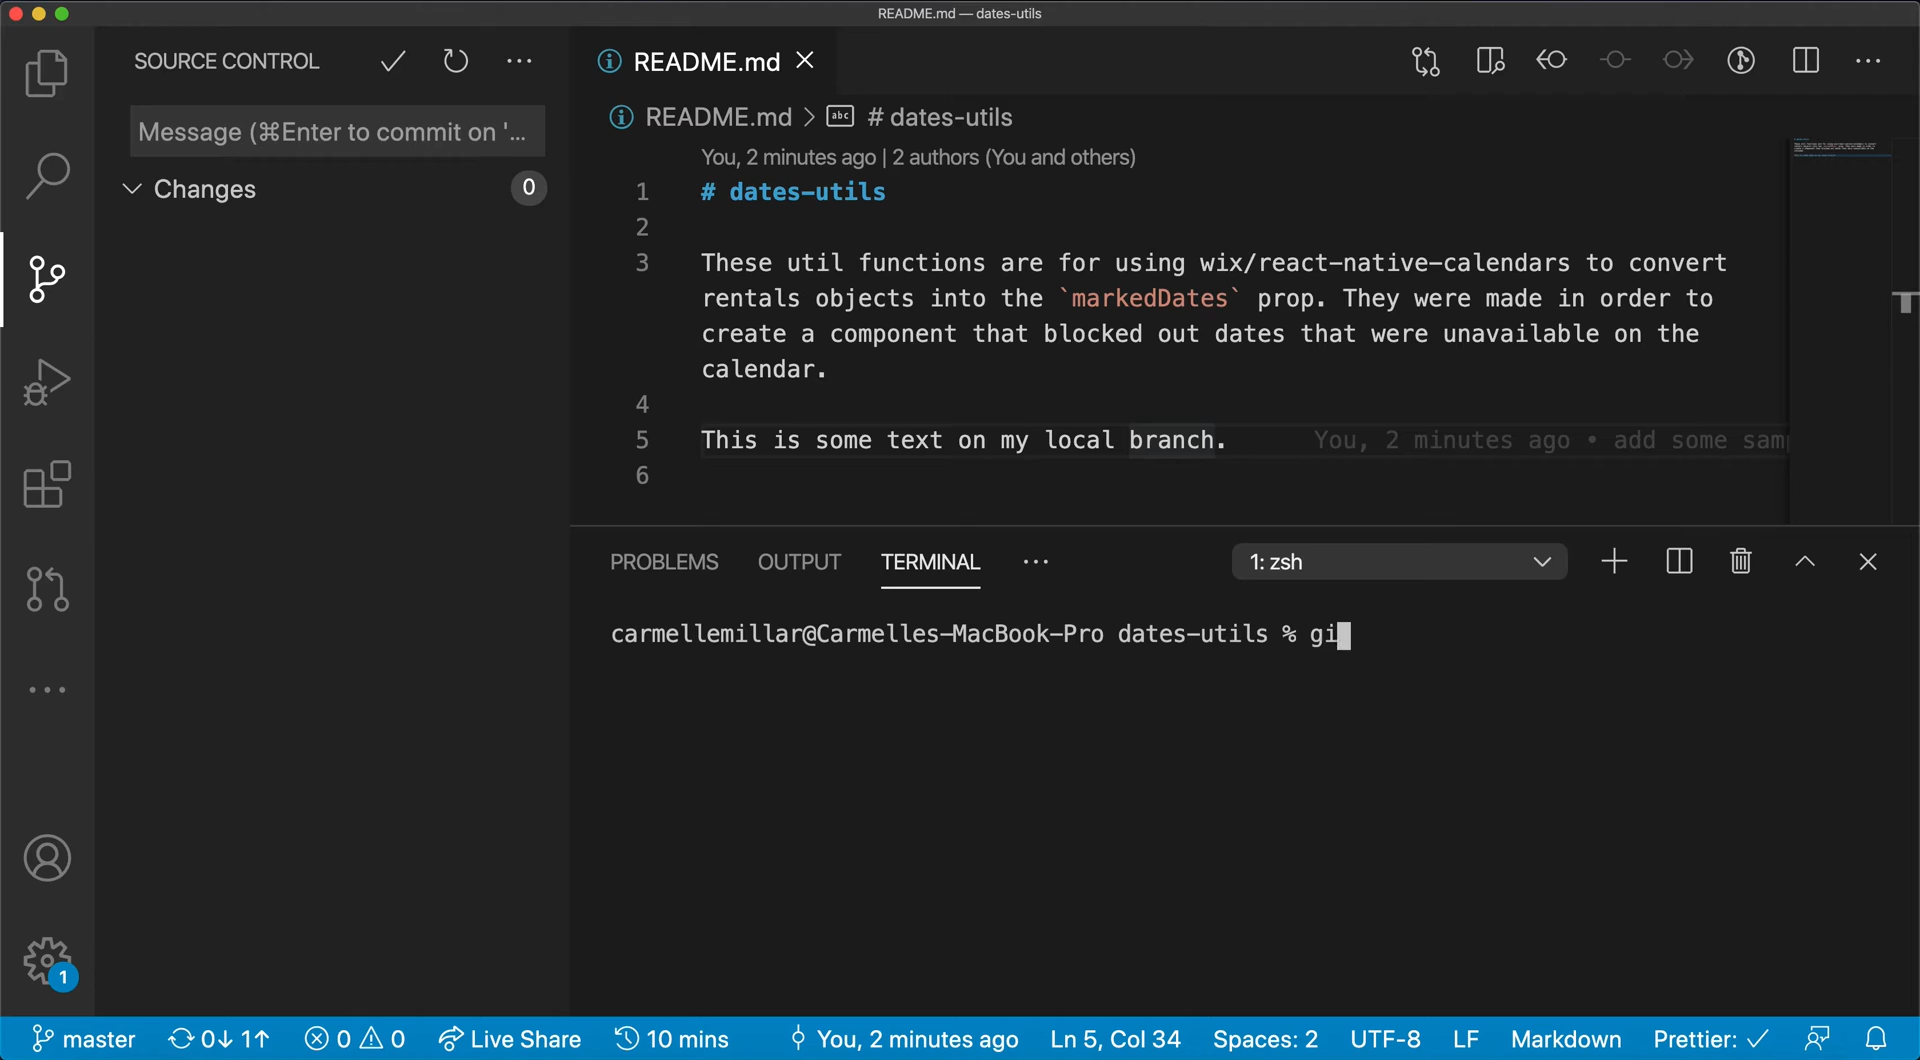 README.md — dates-utils
SOURCE CONTROL
README.md
Message (⌘Enter to commit on '...
Changes
0
README.md > abc # dates-utils
You, 2 minutes ago | 2 authors (You and others)
1 # dates-utils
2
3 These util functions are for using wix/react-native-calendars to convert
rentals objects into the `markedDates` prop. They were made in order to
create a component that blocked out dates that were unavailable on the
calendar.
4
5 This is some text on my local branch. You, 2 minutes ago • add some sam
6
PROBLEMS OUTPUT TERMINAL ... 1: zsh
carmellemillar@Carmelles-MacBook-Pro dates-utils % gi
1
master 0↓ 1↑ 0 0 Live Share 10 mins You, 2 minutes ago Ln 5, Col 34 Spaces: 2 UTF-8 LF Markdown Prettier: ✓